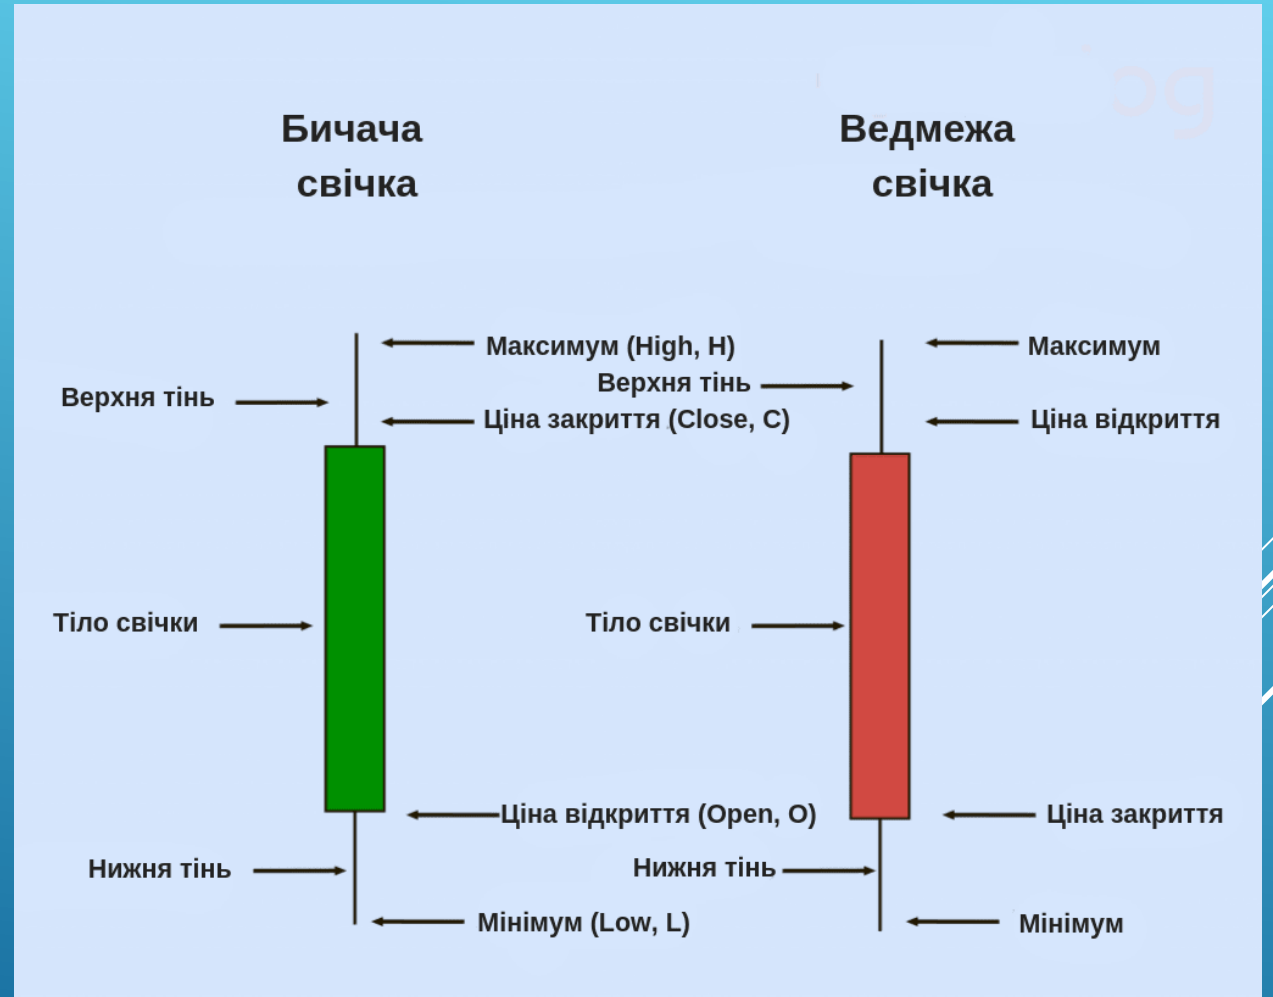 Бичача
свічка
Ведмежа
свічка
Максимум (High, H)
Верхня тінь
Ціна закриття (Close, C)
Тіло свічки
Ціна відкриття (Open, O)
Нижня тінь
Мінімум (Low, L)
Максимум
Верхня тінь
Ціна відкриття
Тіло свічки
Ціна закриття
Нижня тінь
Мінімум